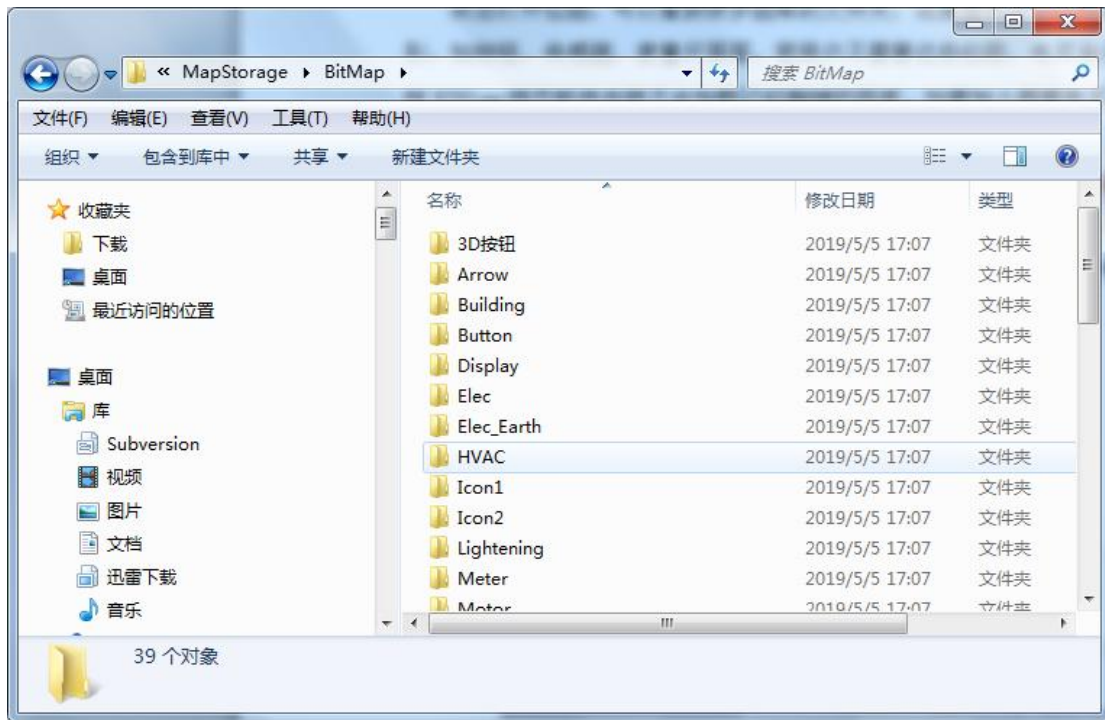 « MapStorage ▸ BitMap ▸
搜索 BitMap
文件(F) 编辑(E) 查看(V) 工具(T) 帮助(H)
组织 包含到库中 共享 新建文件夹
收藏夹
下载
桌面
最近访问的位置
桌面
库
Subversion
视频
图片
文档
迅雷下载
音乐
名称 修改日期 类型
3D按钮 2019/5/5 17:07 文件夹
Arrow 2019/5/5 17:07 文件夹
Building 2019/5/5 17:07 文件夹
Button 2019/5/5 17:07 文件夹
Display 2019/5/5 17:07 文件夹
Elec 2019/5/5 17:07 文件夹
Elec_Earth 2019/5/5 17:07 文件夹
HVAC 2019/5/5 17:07 文件夹
Icon1 2019/5/5 17:07 文件夹
Icon2 2019/5/5 17:07 文件夹
Lightening 2019/5/5 17:07 文件夹
Meter 2019/5/5 17:07 文件夹
Motor 2019/5/5 17:07 文件夹
39 个对象